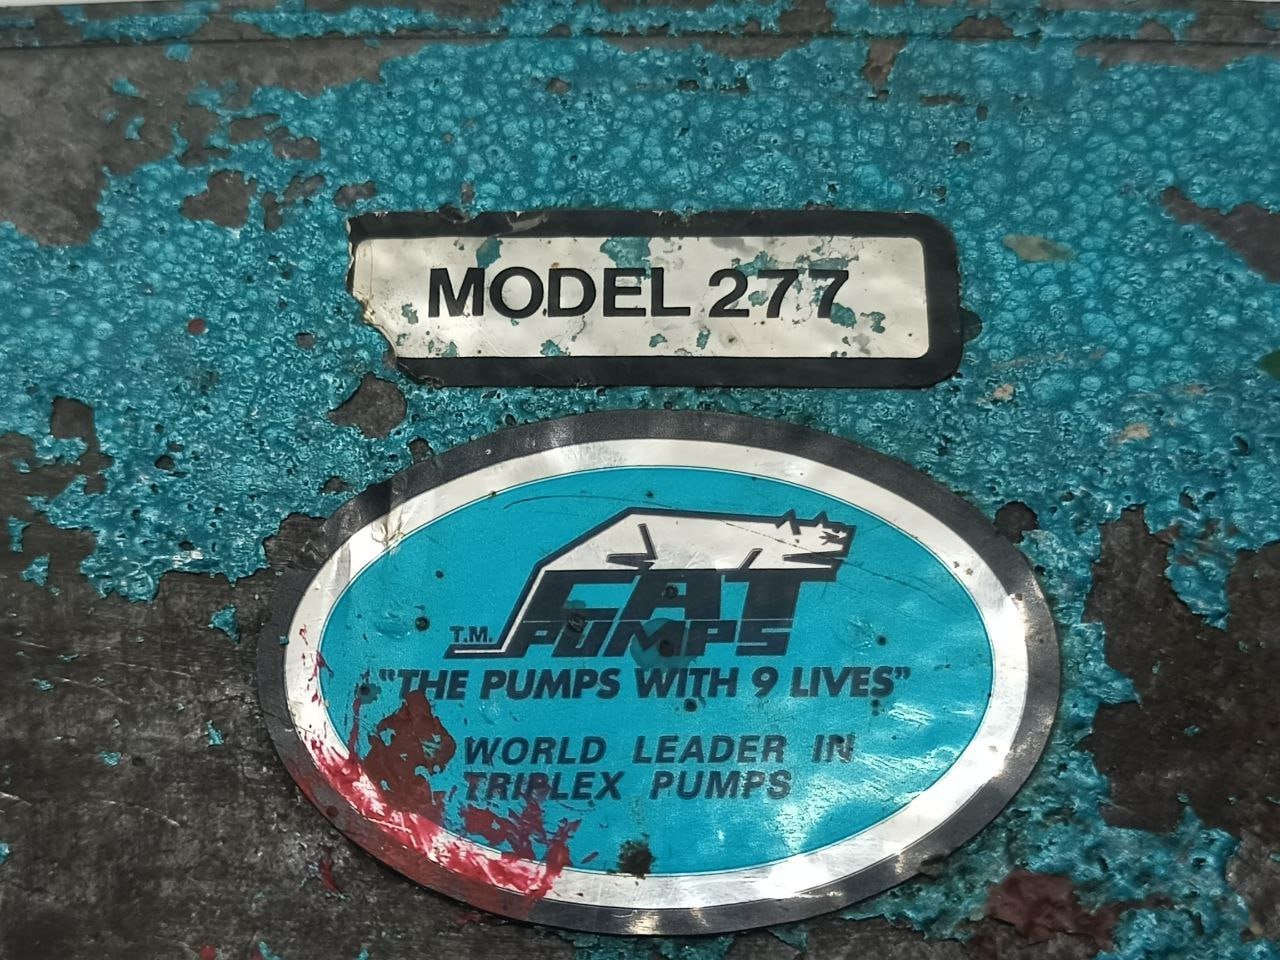 MODEL 277
CAT
T.M. PUMPS
"THE PUMPS WITH 9 LIVES"
WORLD LEADER IN
TRIPLEX PUMPS